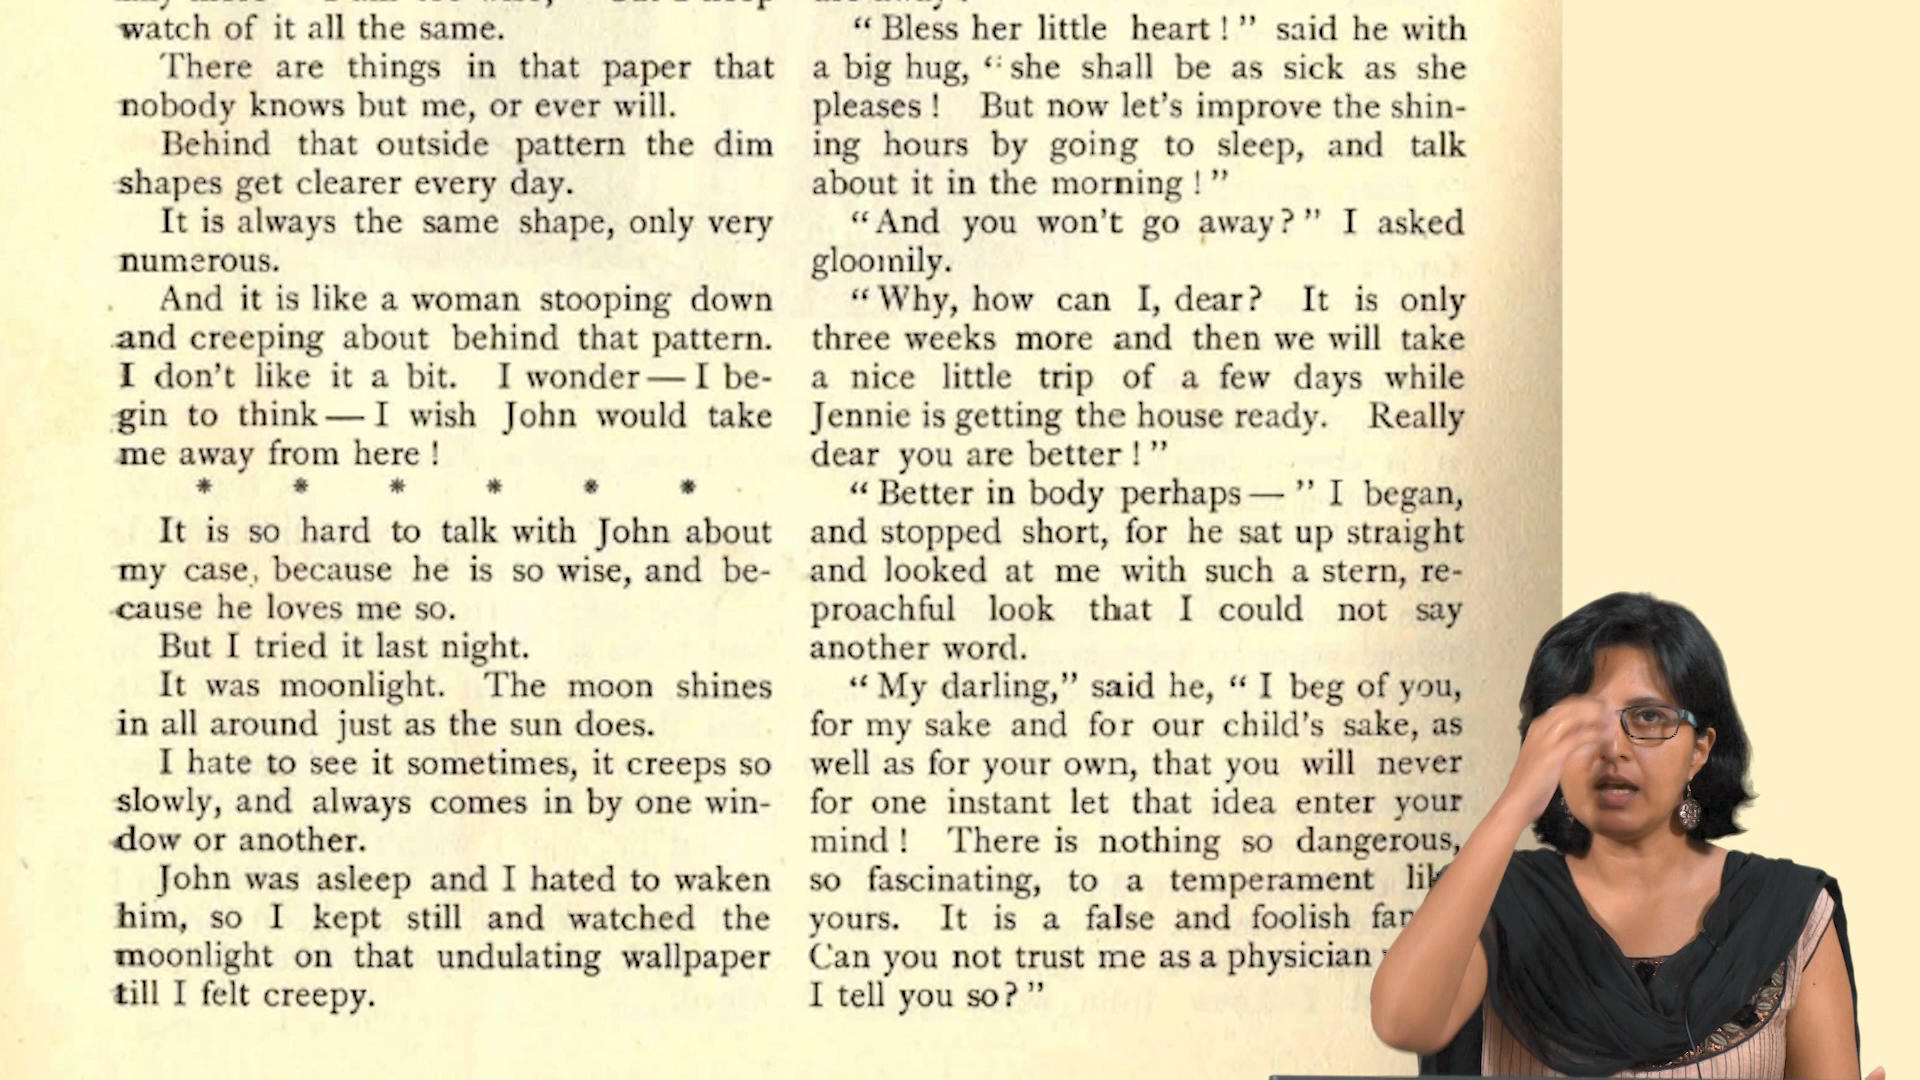 watch of it all the same.
There are things in that paper that
nobody knows but me, or ever will.
Behind that outside pattern the dim
shapes get clearer every day.
It is always the same shape, only very
numerous.
And it is like a woman stooping down
and creeping about behind that pattern.
I don't like it a bit. I wonder — I be-
gin to think — I wish John would take
me away from here !
* * * * * *
It is so hard to talk with John about
my case, because he is so wise, and be-
cause he loves me so.
But I tried it last night.
It was moonlight. The moon shines
in all around just as the sun does.
I hate to see it sometimes, it creeps so
slowly, and always comes in by one win-
dow or another.
John was asleep and I hated to waken
him, so I kept still and watched the
moonlight on that undulating wallpaper
till I felt creepy.
“ Bless her little heart ! ” said he with
a big hug, “ she shall be as sick as she
pleases ! But now let's improve the shin-
ing hours by going to sleep, and talk
about it in the morning ! ”
“ And you won't go away ? ” I asked
gloomily.
“ Why, how can I, dear ? It is only
three weeks more and then we will take
a nice little trip of a few days while
Jennie is getting the house ready. Really
dear you are better ! ”
“ Better in body perhaps — ” I began,
and stopped short, for he sat up straight
and looked at me with such a stern, re-
proachful look that I could not say
another word.
“ My darling,” said he, “ I beg of you,
for my sake and for our child's sake, as
well as for your own, that you will never
for one instant let that idea enter your
mind ! There is nothing so dangerous,
so fascinating, to a temperament
yours. It is a false and foolish
Can you not trust me as a physician
I tell you so ? ”